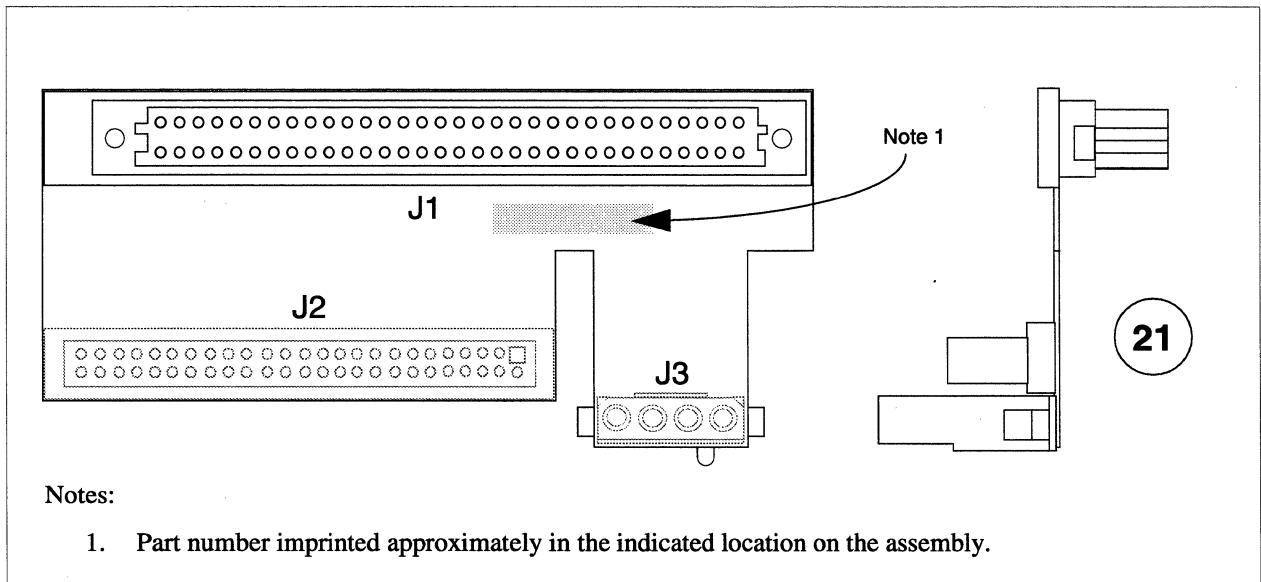 Note 1
J1
J2
21
J3
Notes:
1. Part number imprinted approximately in the indicated location on the assembly.